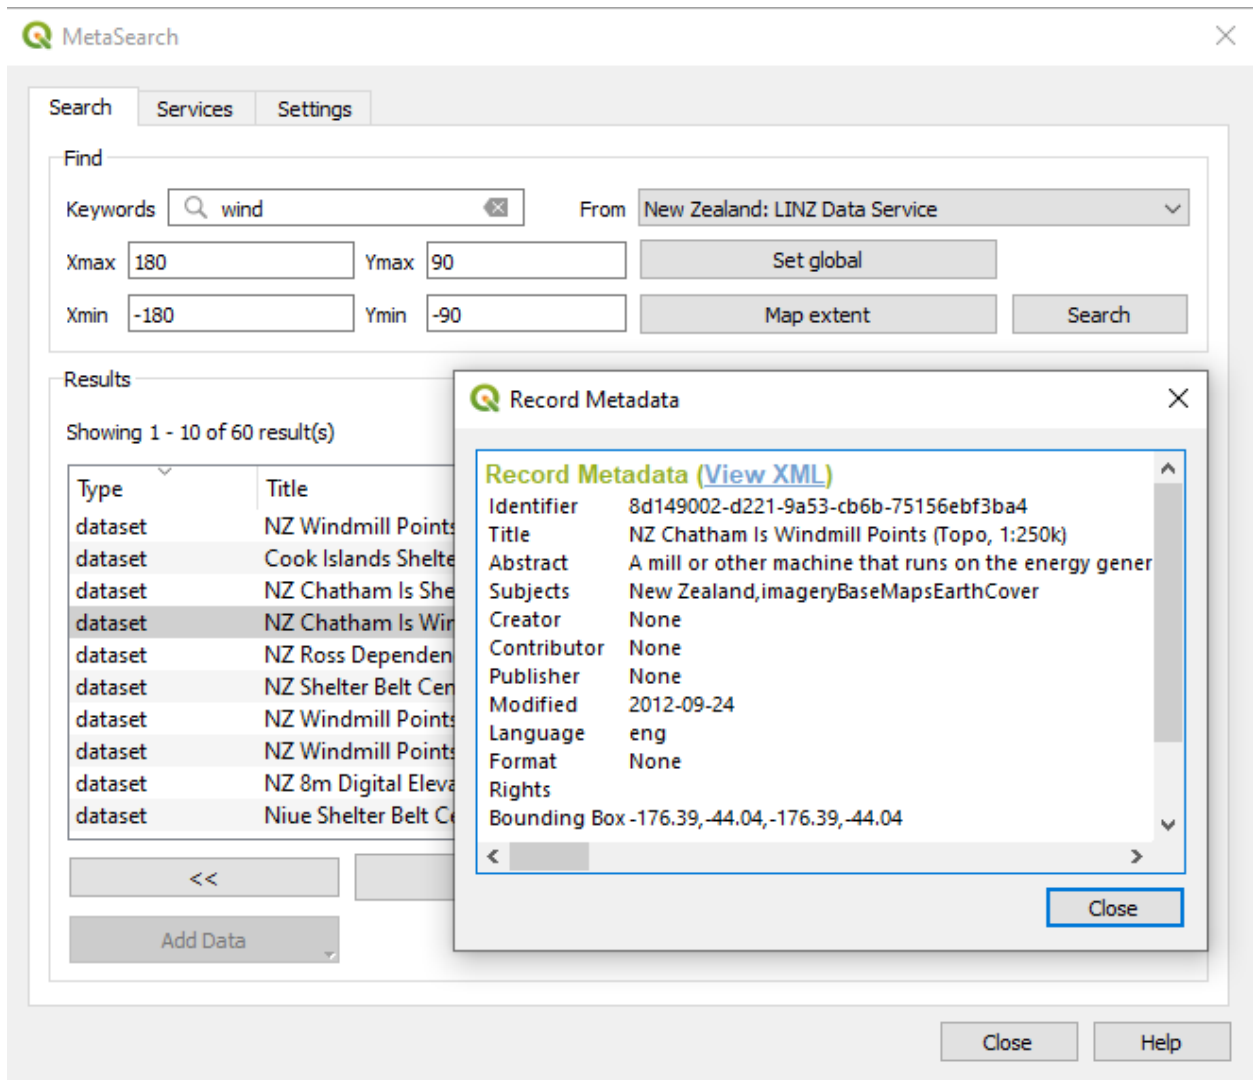 MetaSearch
Search Services Settings
Find
Keywords wind From New Zealand: LINZ Data Service
Xmax 180 Ymax 90 Set global
Xmin -180 Ymin -90 Map extent Search
Results
Showing 1 - 10 of 60 result(s)
Type Title
dataset NZ Windmill Points
dataset Cook Islands Shelte
dataset NZ Chatham Is She
dataset NZ Chatham Is Wir
dataset NZ Ross Dependen
dataset NZ Shelter Belt Cen
dataset NZ Windmill Points
dataset NZ Windmill Points
dataset NZ 8m Digital Eleva
dataset Niue Shelter Belt Ce
<<
Add Data
Record Metadata
Record Metadata (View XML)
Identifier 8d149002-d221-9a53-cb6b-75156ebf3ba4
Title NZ Chatham Is Windmill Points (Topo, 1:250k)
Abstract A mill or other machine that runs on the energy gener
Subjects New Zealand,imageryBaseMapsEarthCover
Creator None
Contributor None
Publisher None
Modified 2012-09-24
Language eng
Format None
Rights
Bounding Box -176.39,-44.04,-176.39,-44.04
Close
Close Help